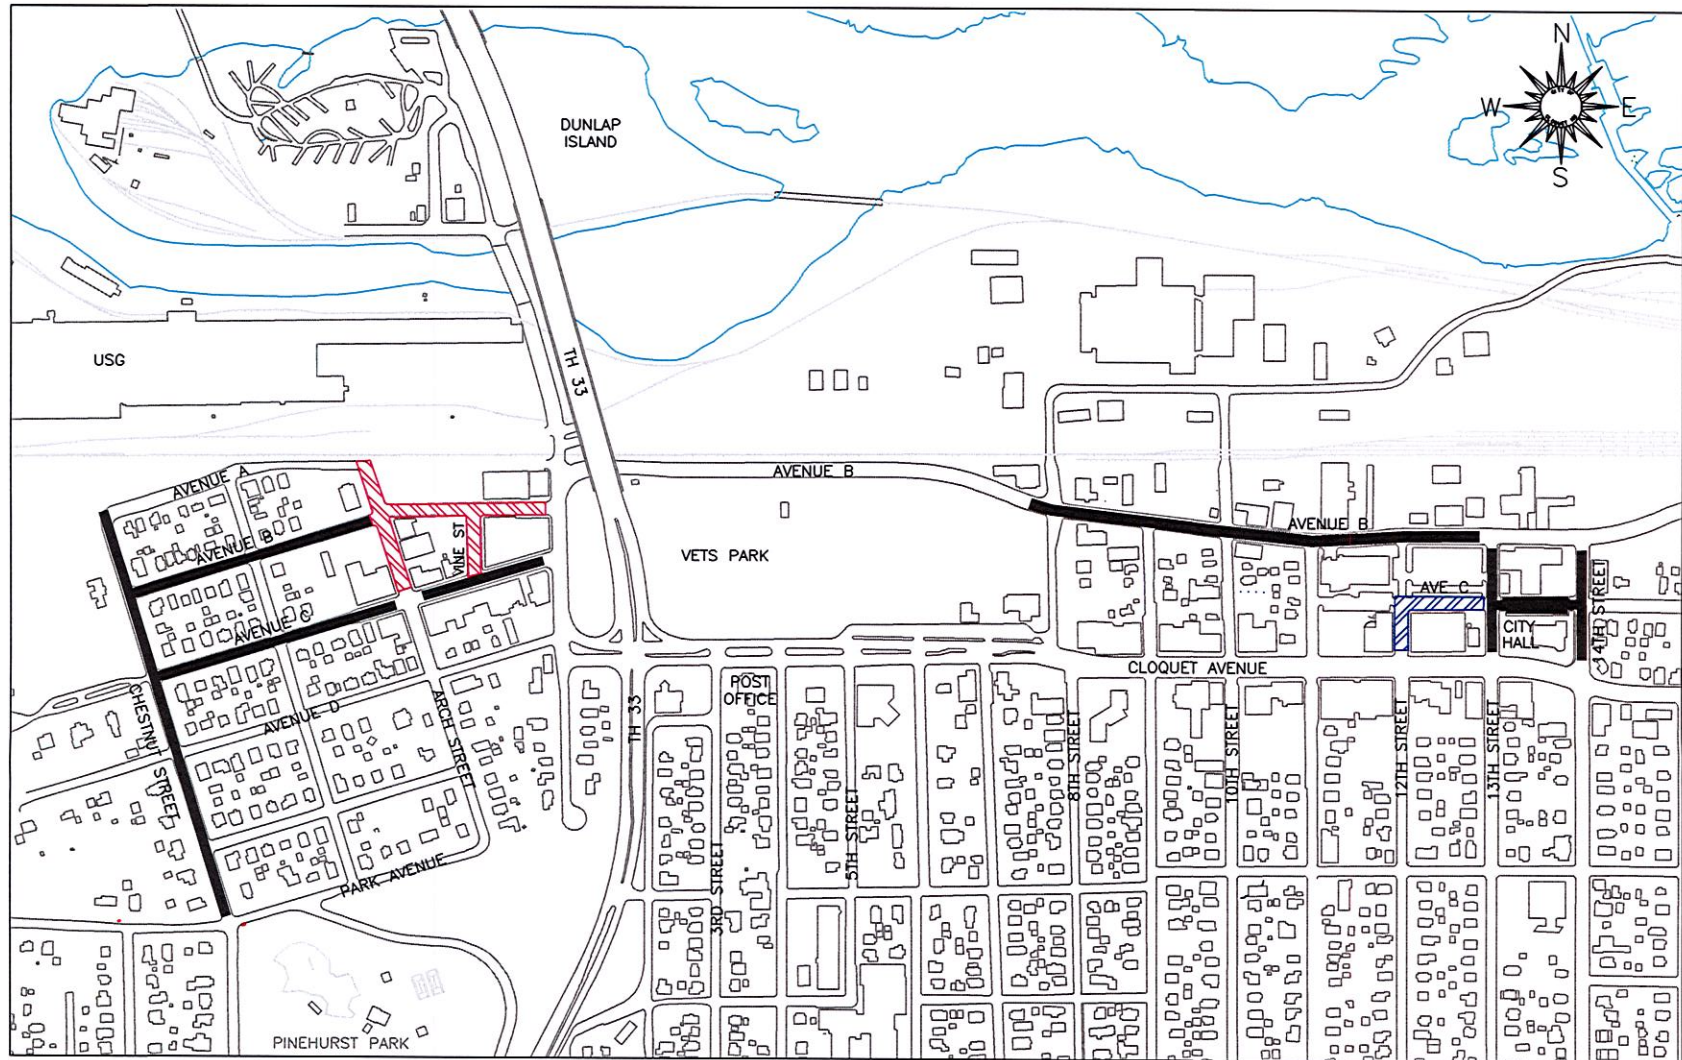 N
DUNLAP
ISLAND
W
E
S
USG
TH 33
AVENUE A
AVENUE B
AVENUE B
AVENUE B
VINE ST
VETS PARK
AVE C
14TH STREET
AVENUE C
CITY
HALL
CLOQUET AVENUE
POST
OFFICE
CHESTNUT STREET
AVENUE D
ARCH STREET
TH 33
8TH STREET
10TH STREET
12TH STREET
13TH STREET
5TH STREET
3RD STREET
PARK AVENUE
PINEHURST PARK